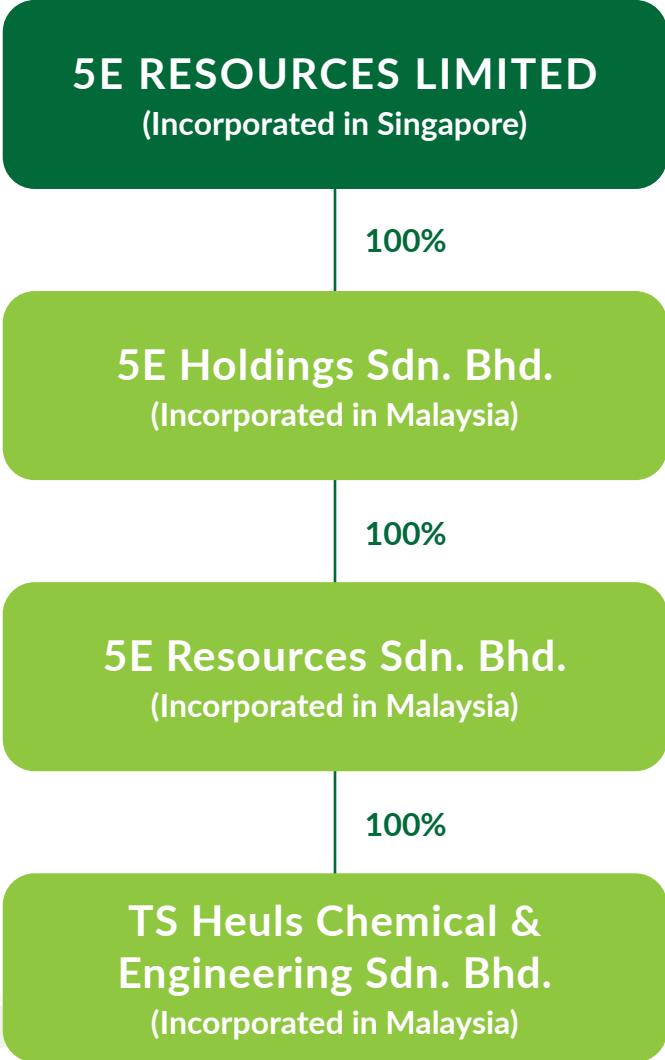 5E RESOURCES LIMITED
(Incorporated in Singapore)
100%
5E Holdings Sdn. Bhd.
(Incorporated in Malaysia)
100%
5E Resources Sdn. Bhd.
(Incorporated in Malaysia)
100%
TS Heuls Chemical &
Engineering Sdn. Bhd.
(Incorporated in Malaysia)